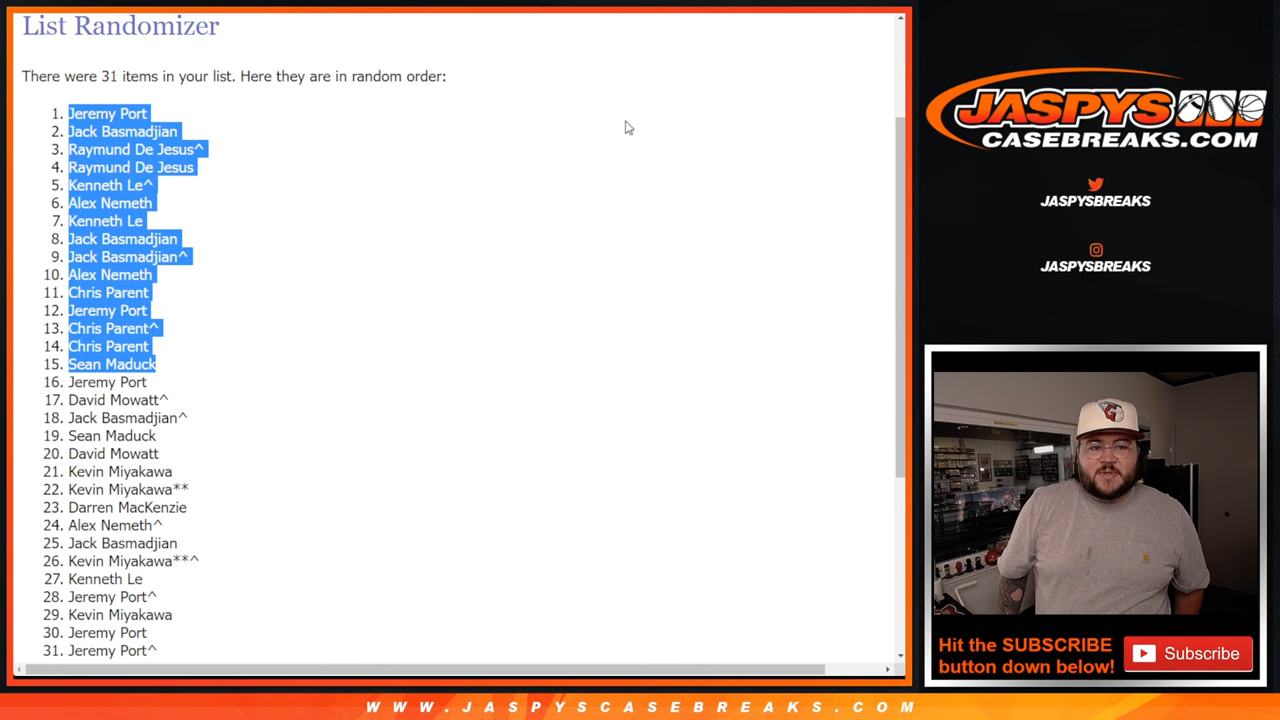 List Randomizer
There were 31 items in your list. Here they are in random order:
1. Jeremy Port
2. Jack Basmadjian
3. Raymund De Jesus^
4. Raymund De Jesus
5. Kenneth Le^
6. Alex Nemeth
7. Kenneth Le
8. Jack Basmadjian
9. Jack Basmadjian^
10. Alex Nemeth
11. Chris Parent
12. Jeremy Port
13. Chris Parent^
14. Chris Parent
15. Sean Maduck
16. Jeremy Port
17. David Mowatt^
18. Jack Basmadjian^
19. Sean Maduck
20. David Mowatt
21. Kevin Miyakawa
22. Kevin Miyakawa**
23. Darren MacKenzie
24. Alex Nemeth^
25. Jack Basmadjian
26. Kevin Miyakawa**^
27. Kenneth Le
28. Jeremy Port^
29. Kevin Miyakawa
30. Jeremy Port
31. Jeremy Port^
JASPYS
CASEBREAKS.COM
JASPYSBREAKS
JASPYSBREAKS
Hit the SUBSCRIBE
button down below!
Subscribe
WWW.JASPYSCASEBREAKS.COM